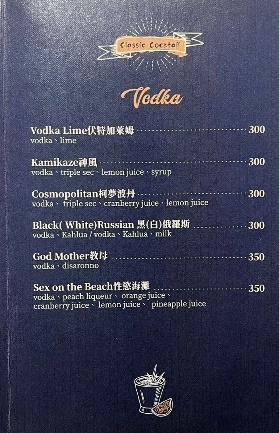 Classic Cocktail
Vodka
Vodka Lime伏特加萊姆 300
vodka、lime
Kamikaze神風 300
vodka、triple sec、lemon juice、syrup
Cosmopolitan柯夢波丹 300
vodka、triple sec、cranberry juice、lemon juice
Black( White)Russian 黑(白)俄羅斯 300
vodka、Kahlua / vodka、Kahlua、milk
God Mother教母 350
vodka、disaronno
Sex on the Beach性慾海灘 350
vodka、peach liqueur、orange juice、
cranberry juice、lemon juice、pineapple juice